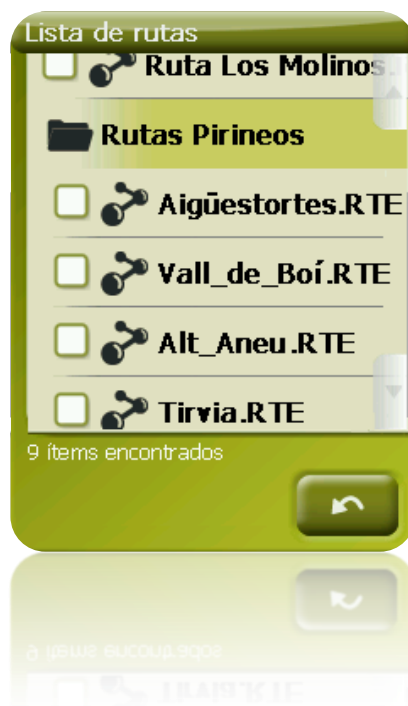 Lista de rutas
Ruta Los Molinos.
Rutas Pirineos
Aigüestortes.RTE
Vall_de_Boí.RTE
Alt_Aneu.RTE
Tirvia.RTE
9 ítems encontrados